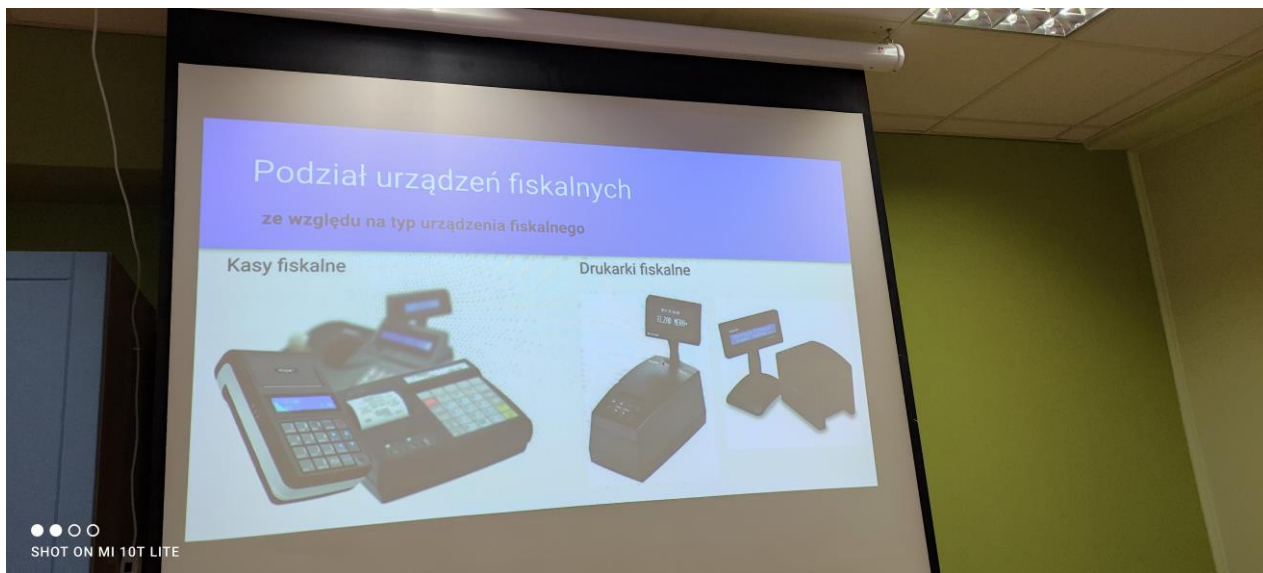 Podział urządzeń fiskalnych
ze względu na typ urządzenia fiskalnego
Kasy fiskalne
Drukarki fiskalne
SHOT ON MI 10T LITE